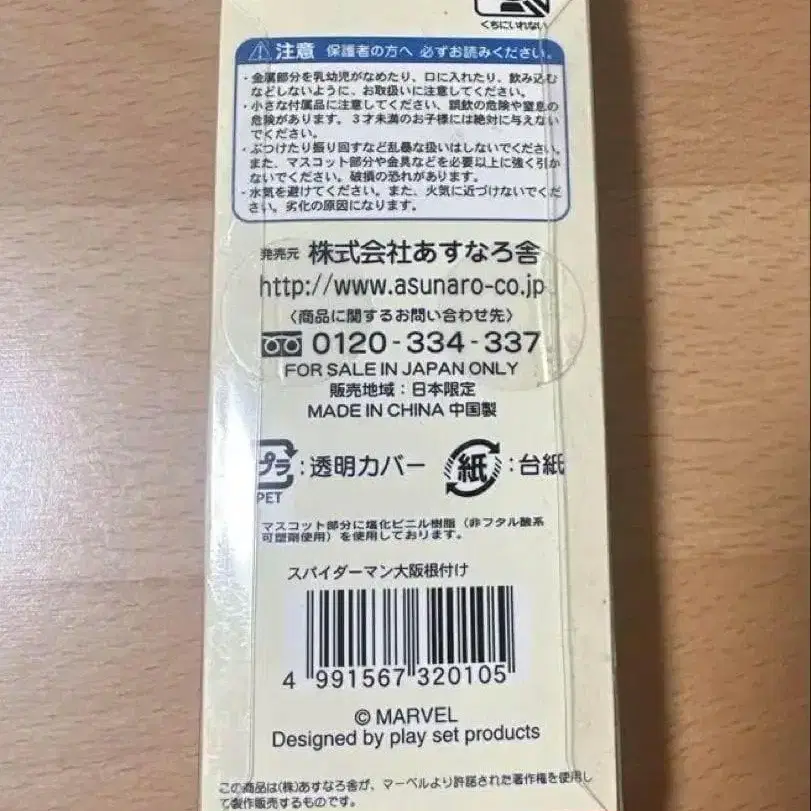 くちにいれない
注意 保護者の方へ 必ずお読みください。
・金属部分を乳幼児がなめたり、口に入れたり、飲み込む
などしないように、お取扱いに注意してください。
・小さな付属品に注意してください、誤飲の危険や窒息の
危険があります。３才未満のお子様には絶対に与えない
でください。
・ぶつけたり振り回すなど乱暴な扱いはしないでください。
また、マスコット部分や金具などを必要以上に強く引か
ないでください。破損の恐れがあります。
・水気を避けてください。また、火気に近づけないでくだ
さい。劣化の原因になります。
発売元 株式会社あすなろ舎
http://www.asunaro-co.jp
〈商品に関するお問い合わせ先〉
0120-334-337
FOR SALE IN JAPAN ONLY
販売地域：日本限定
MADE IN CHINA 中国製
プラ：透明カバー 紙：台紙
PET
マスコット部分に塩化ビニル樹脂（非フタル酸系
可塑剤使用）を使用しております。
スパイダーマン大阪根付け
4 991567 320105
© MARVEL
Designed by play set products
この商品は(株)あすなろ舎が、マーベルより許諾された著作権を使用し
て製作販売するものです。